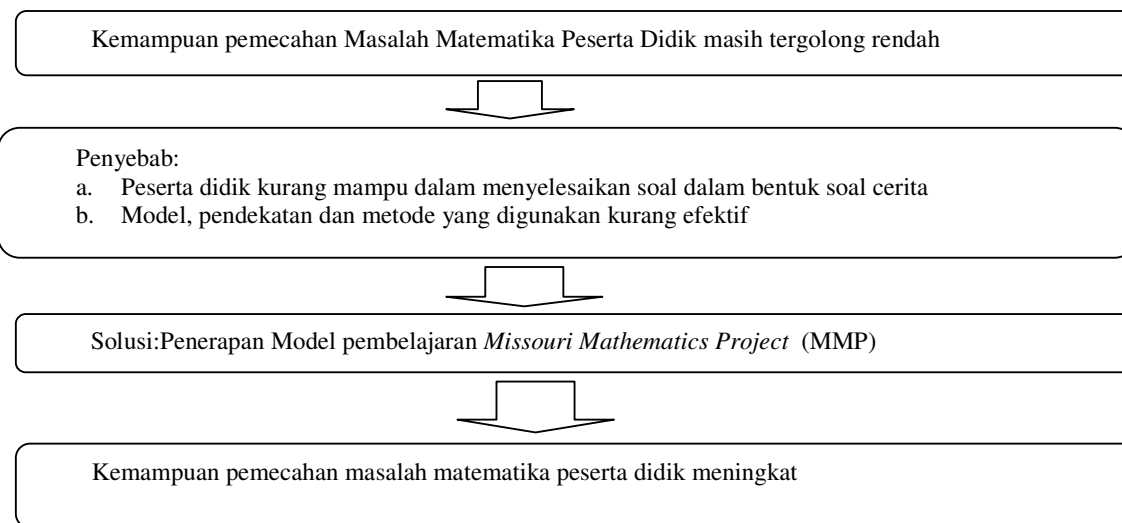 Kemampuan pemecahan Masalah Matematika Peserta Didik masih tergolong rendah
Penyebab:
a. Peserta didik kurang mampu dalam menyelesaikan soal dalam bentuk soal cerita
b. Model, pendekatan dan metode yang digunakan kurang efektif
Solusi:Penerapan Model pembelajaran Missouri Mathematics Project (MMP)
Kemampuan pemecahan masalah matematika peserta didik meningkat